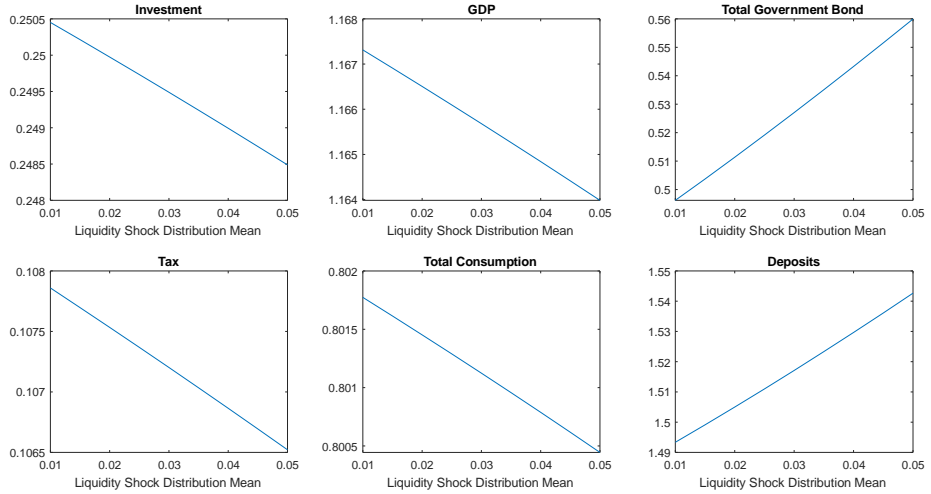 Investment
0.2505
0.25
0.2495
0.249
0.2485
0.248
0.01 0.02 0.03 0.04 0.05
Liquidity Shock Distribution Mean
GDP
1.168
1.167
1.166
1.165
1.164
0.01 0.02 0.03 0.04 0.05
Liquidity Shock Distribution Mean
Total Government Bond
0.56
0.55
0.54
0.53
0.52
0.51
0.5
0.01 0.02 0.03 0.04 0.05
Liquidity Shock Distribution Mean
Tax
0.108
0.1075
0.107
0.1065
0.01 0.02 0.03 0.04 0.05
Liquidity Shock Distribution Mean
Total Consumption
0.802
0.8015
0.801
0.8005
0.01 0.02 0.03 0.04 0.05
Liquidity Shock Distribution Mean
Deposits
1.55
1.54
1.53
1.52
1.51
1.5
1.49
0.01 0.02 0.03 0.04 0.05
Liquidity Shock Distribution Mean